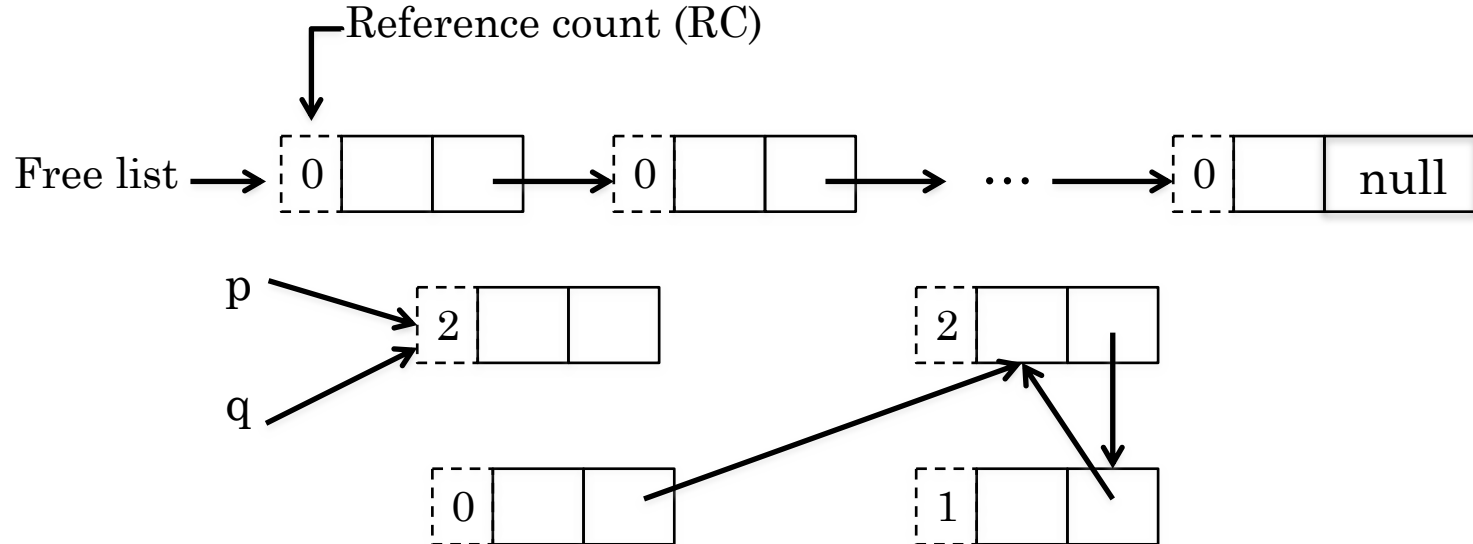 Reference count (RC)
Free list 0 0 … 0 null
p 2 2
q
0 1